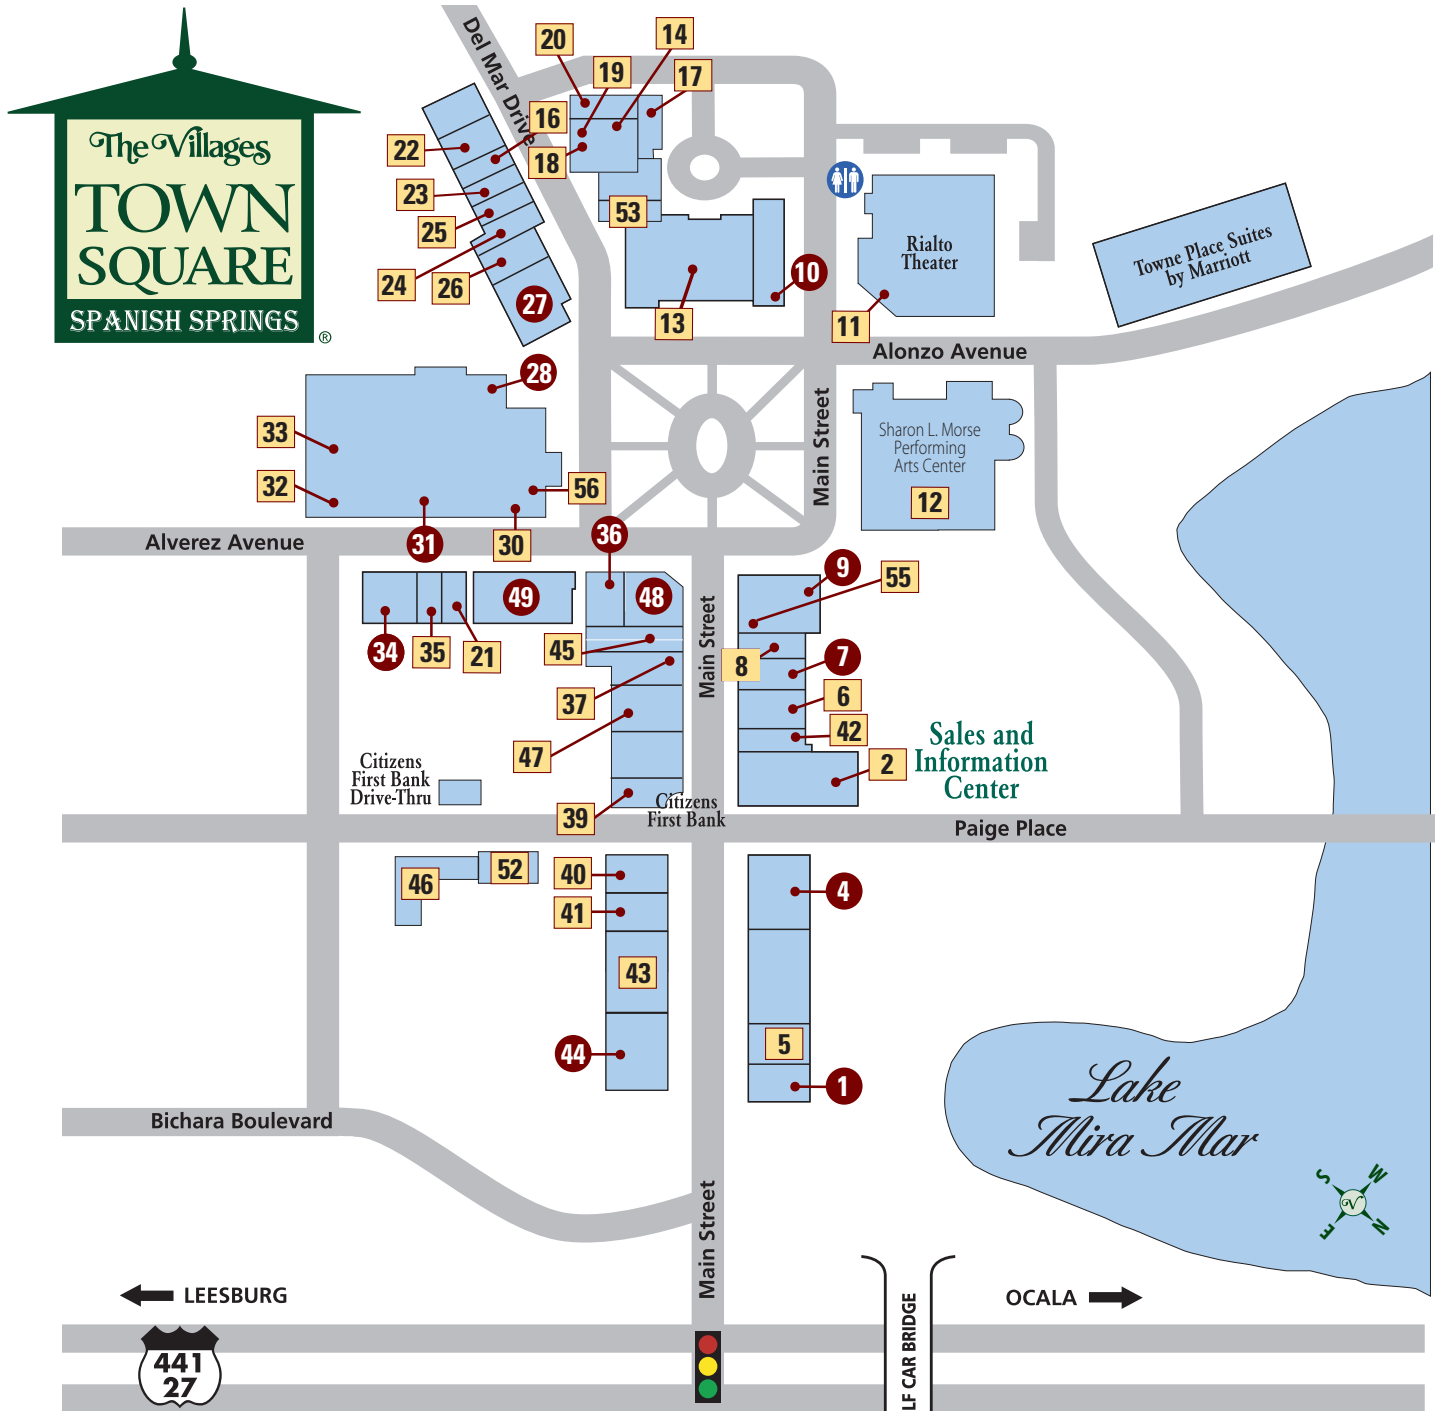 The Villages
TOWN
SQUARE
SPANISH SPRINGS
®
Del Mar Drive
20
14
19
17
16
18
22
23
25
24
26
27
53
13
10
11
Rialto
Theater
Towne Place Suites
by Marriott
Alonzo Avenue
28
33
32
56
31
30
Main Street
Sharon L. Morse
Performing
Arts Center
12
Alverez Avenue
36
48
49
34
35
21
45
37
47
39
Main Street
9
55
8
7
6
42
2
Sales and
Information
Center
Citizens
First Bank
Drive-Thru
Citizens
First Bank
Paige Place
46
52
40
41
43
44
4
5
1
Bichara Boulevard
Lake
Mira Mar
S
W
E
N
V
Main Street
LEESBURG
OCALA
441
27
LF CAR BRIDGE